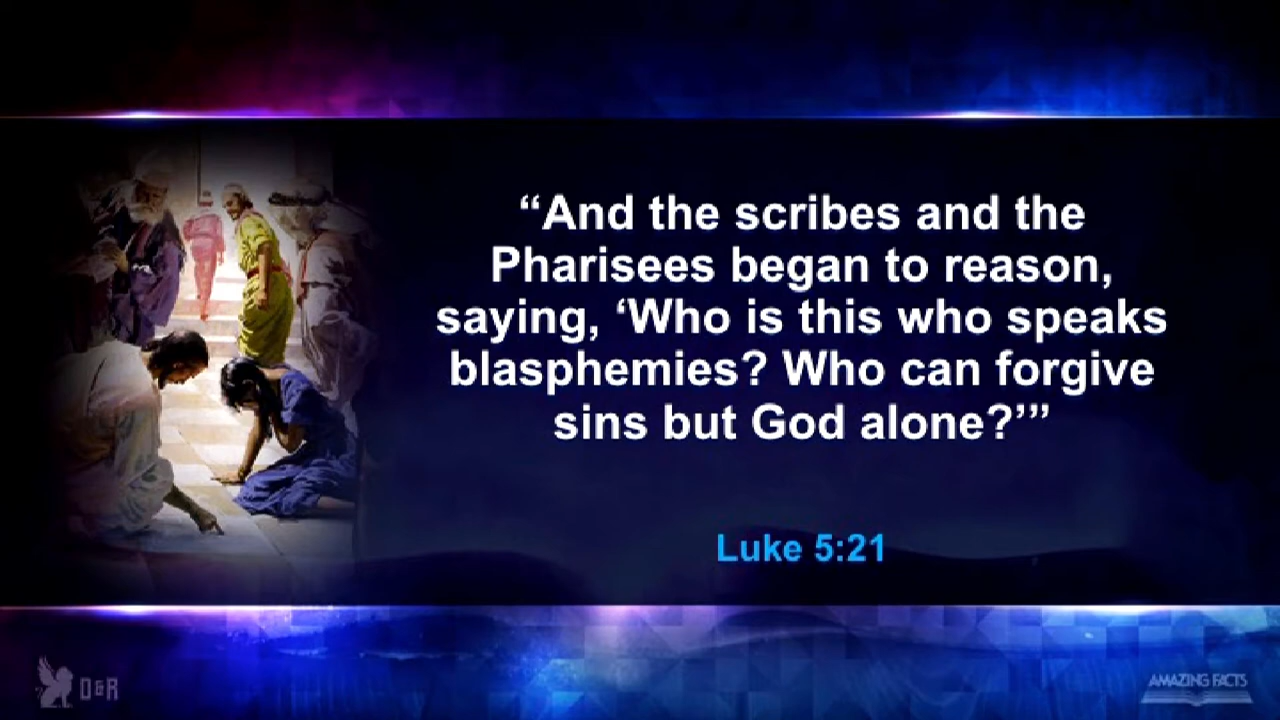 “And the scribes and the
Pharisees began to reason,
saying, ‘Who is this who speaks
blasphemies? Who can forgive
sins but God alone?’”
Luke 5:21
D&R
AMAZING FACTS